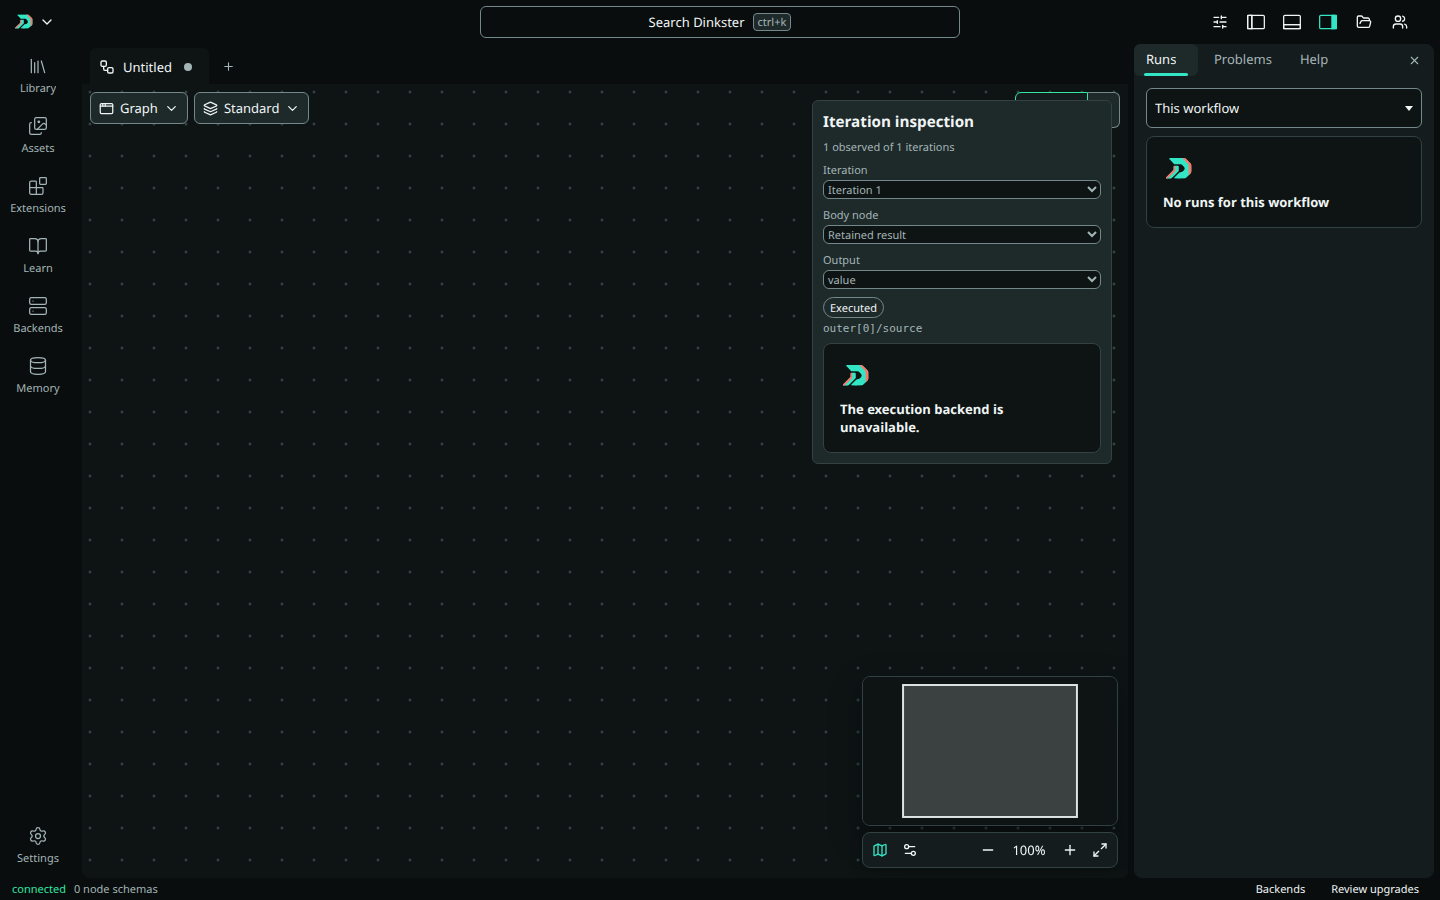 Search Dinkster ctrl+k
Library
Assets
Extensions
Learn
Backends
Memory
Settings
Untitled
Graph
Standard
Iteration inspection
1 observed of 1 iterations
Iteration
Iteration 1
Body node
Retained result
Output
value
Executed
outer[0]/source
The execution backend is
unavailable.
100%
Runs Problems Help
This workflow
No runs for this workflow
connected 0 node schemas
Backends Review upgrades